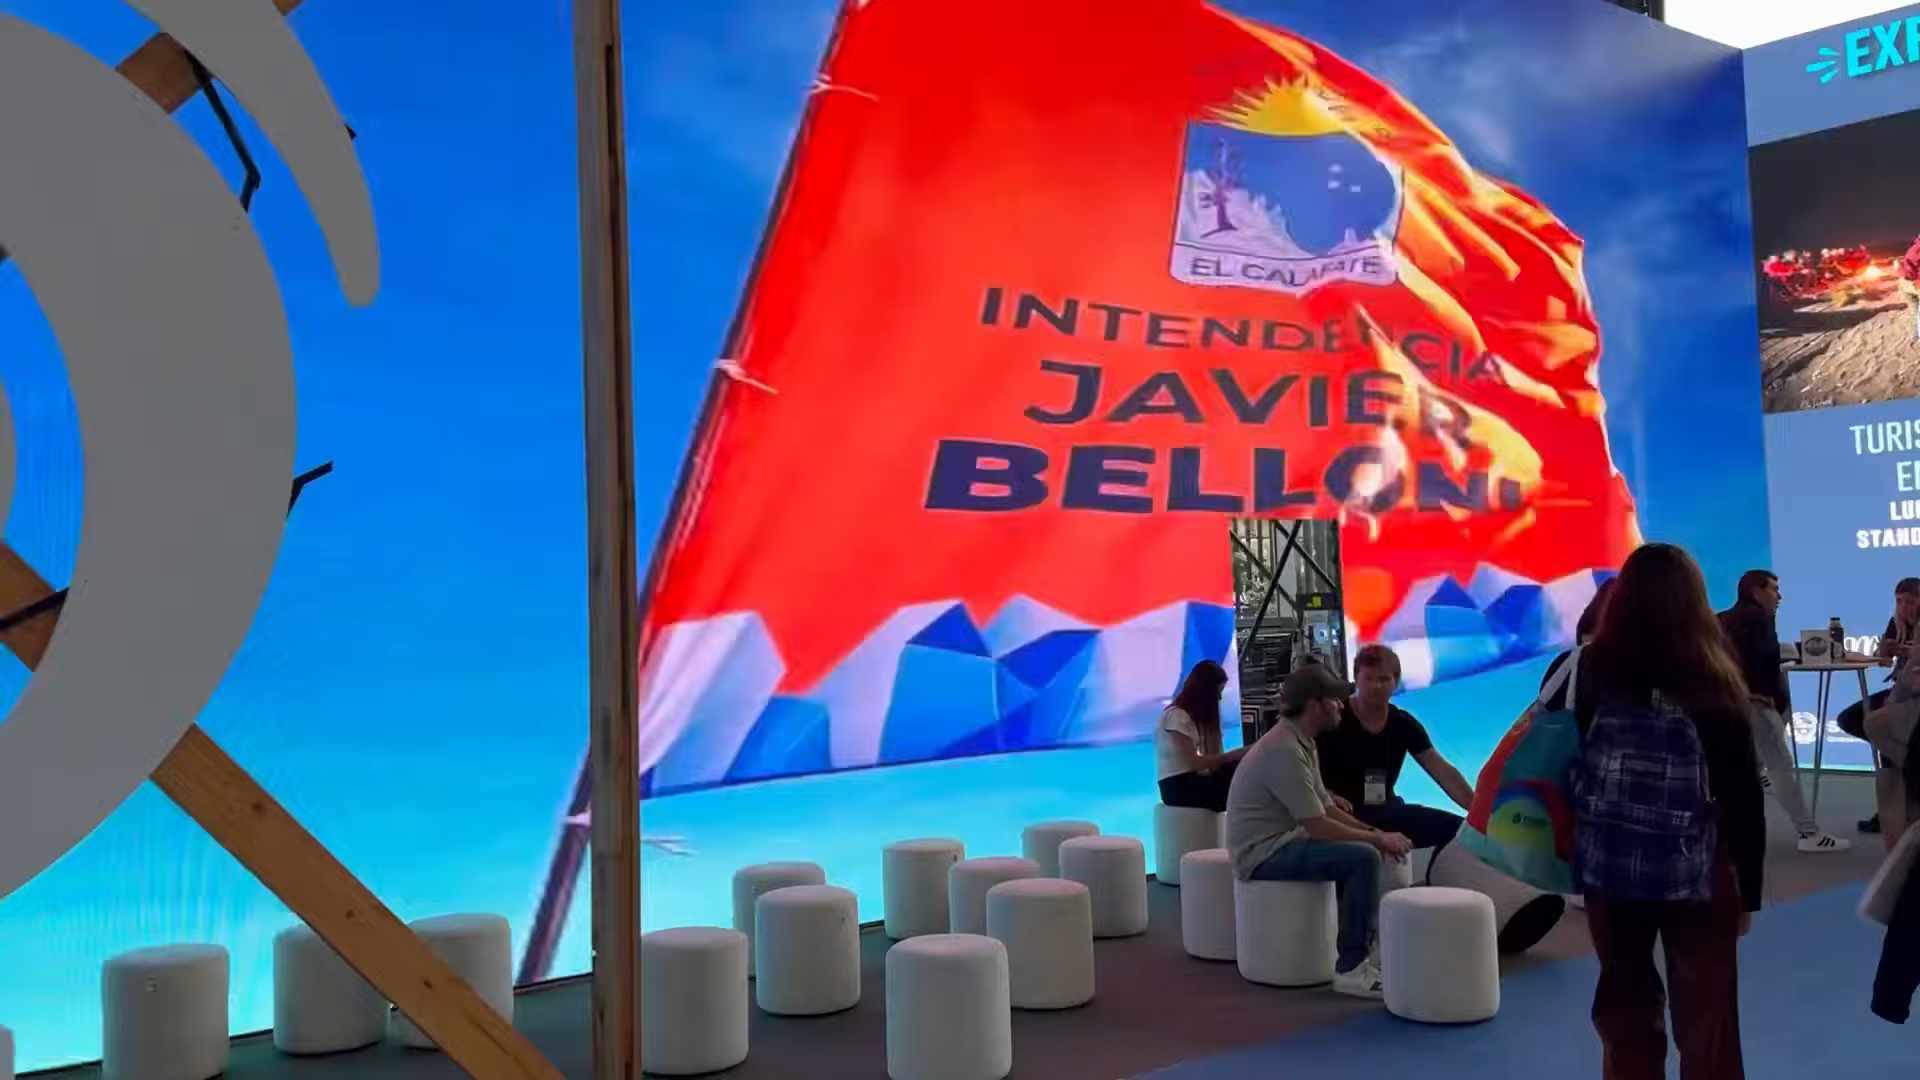 EL CALAFATE
INTENDENCIA
JAVIER
BELLONI
EXP
TURIS
STAND